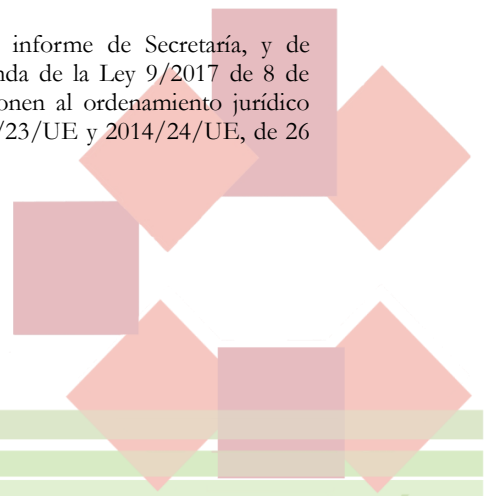 informe de Secretaría, y de
nda de la Ley 9/2017 de 8 de
onen al ordenamiento jurídico
/23/UE y 2014/24/UE, de 26